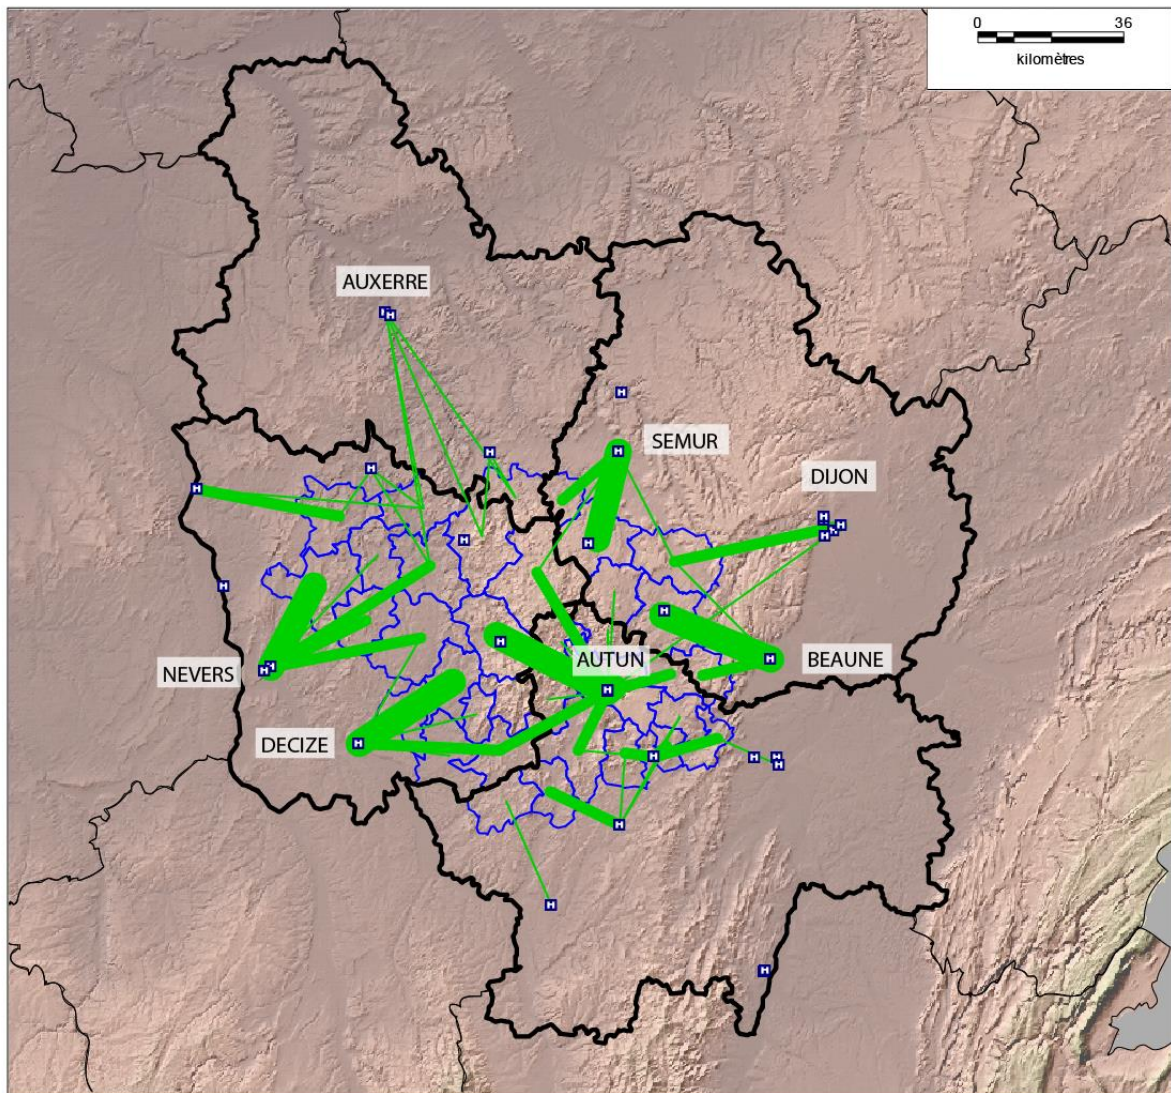 0 36
kilomètres
AUXERRE
SEMUR
DIJON
AUTUN
BEAUNE
NEVERS
DECIZE